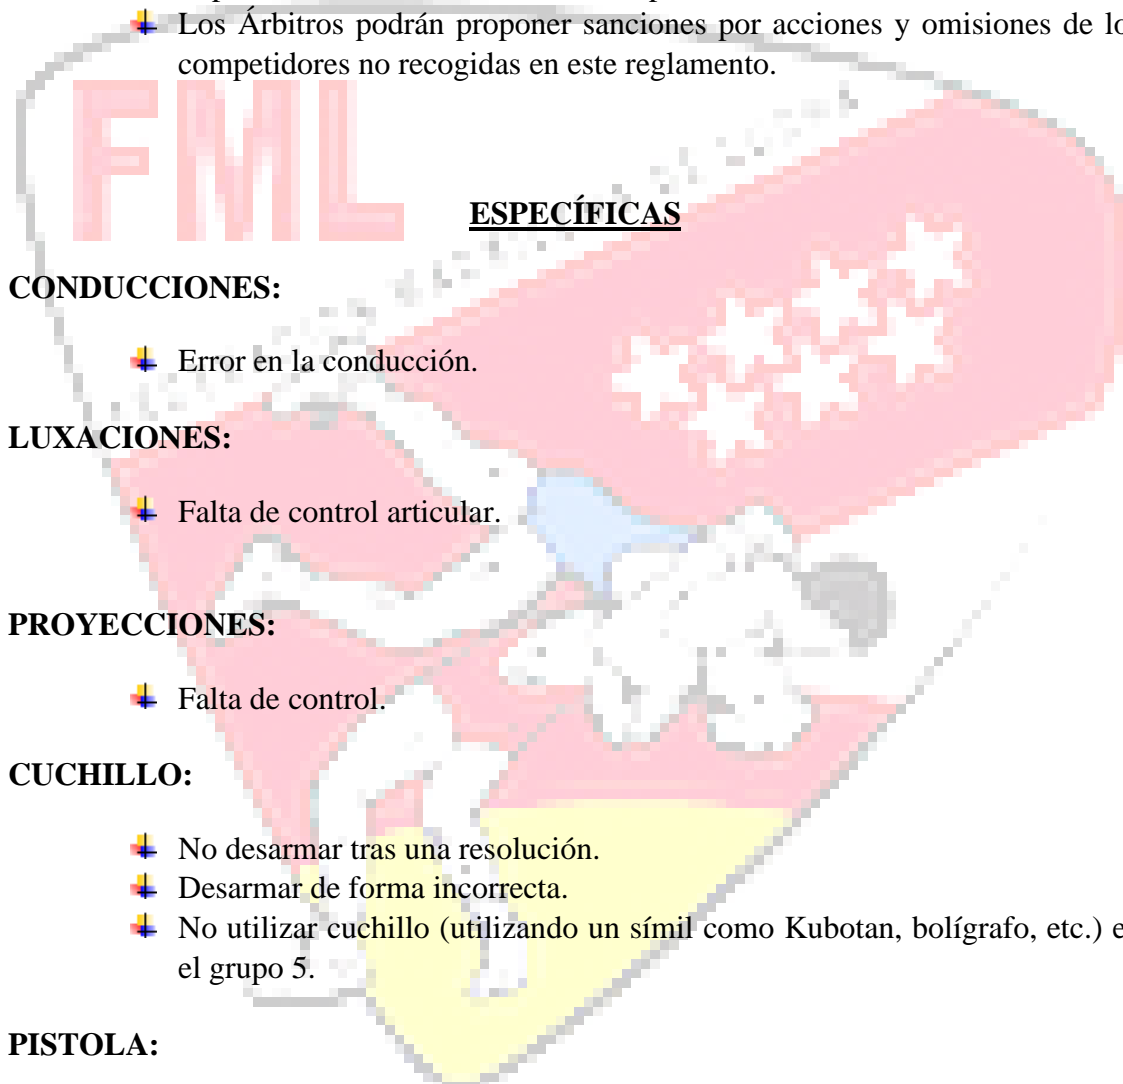 Los Árbitros podrán proponer sanciones por acciones y omisiones de lo
competidores no recogidas en este reglamento.
FML
ESPECÍFICAS
CONDUCCIONES:
Error en la conducción.
LUXACIONES:
Falta de control articular.
PROYECCIONES:
Falta de control.
CUCHILLO:
No desarmar tras una resolución.
Desarmar de forma incorrecta.
No utilizar cuchillo (utilizando un símil como Kubotan, bolígrafo, etc.) e
el grupo 5.
PISTOLA: